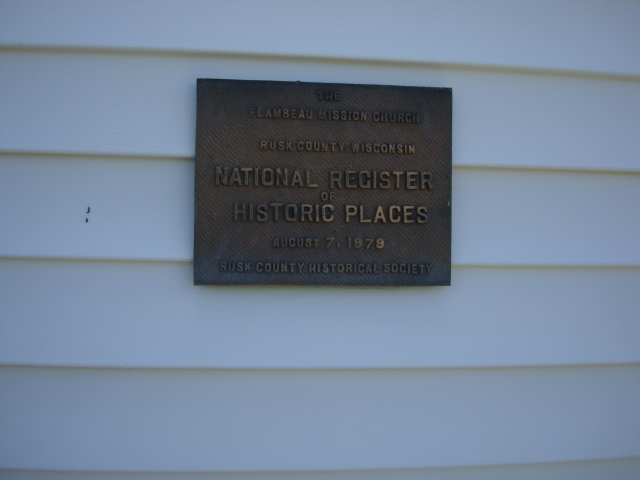 THE
FLAMBEAU MISSION CHURCH
RUSK COUNTY, WISCONSIN
NATIONAL REGISTER
OF
HISTORIC PLACES
AUGUST 7, 1979
RUSK COUNTY HISTORICAL SOCIETY